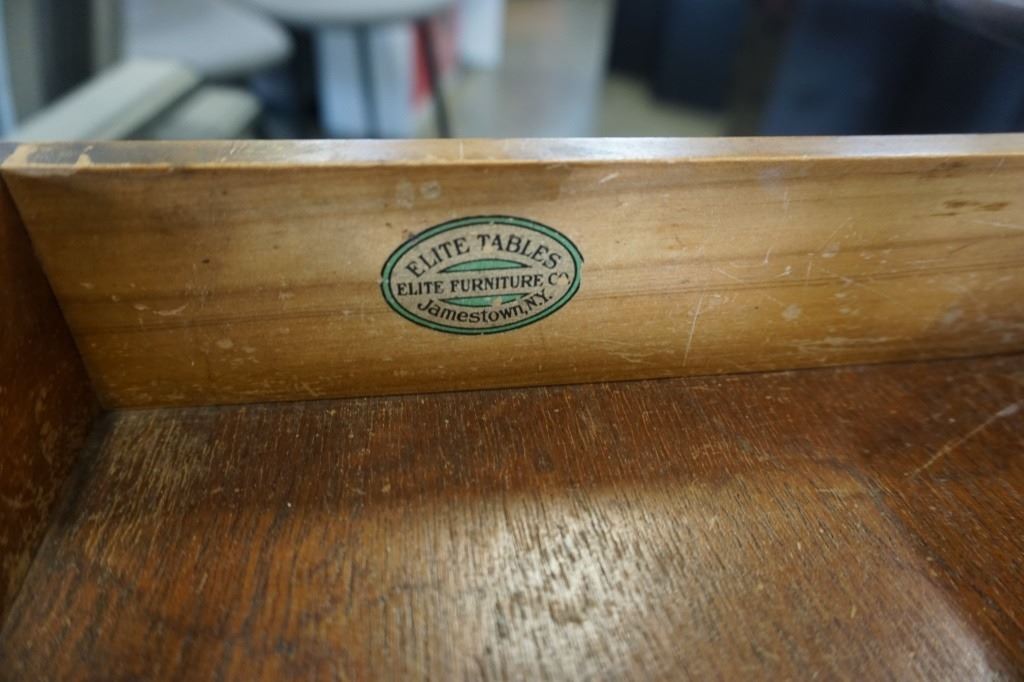 ELITE TABLES
ELITE FURNITURE CO
Jamestown, N.Y.